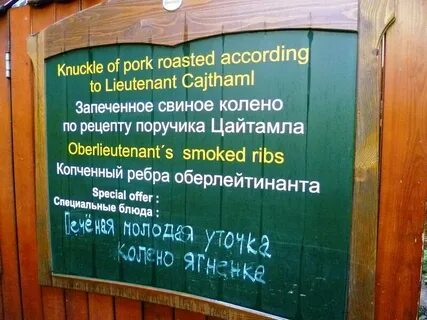 Knuckle of pork roasted according
to Lieutenant Cajthaml
Запеченное свиное колено
по рецепту поручика Цайтамла
Oberlieutenant´s smoked ribs
Копченный ребра оберлейтинанта
Special offer :
Специальные блюда :
Печёная молодая уточка
колено ягненка